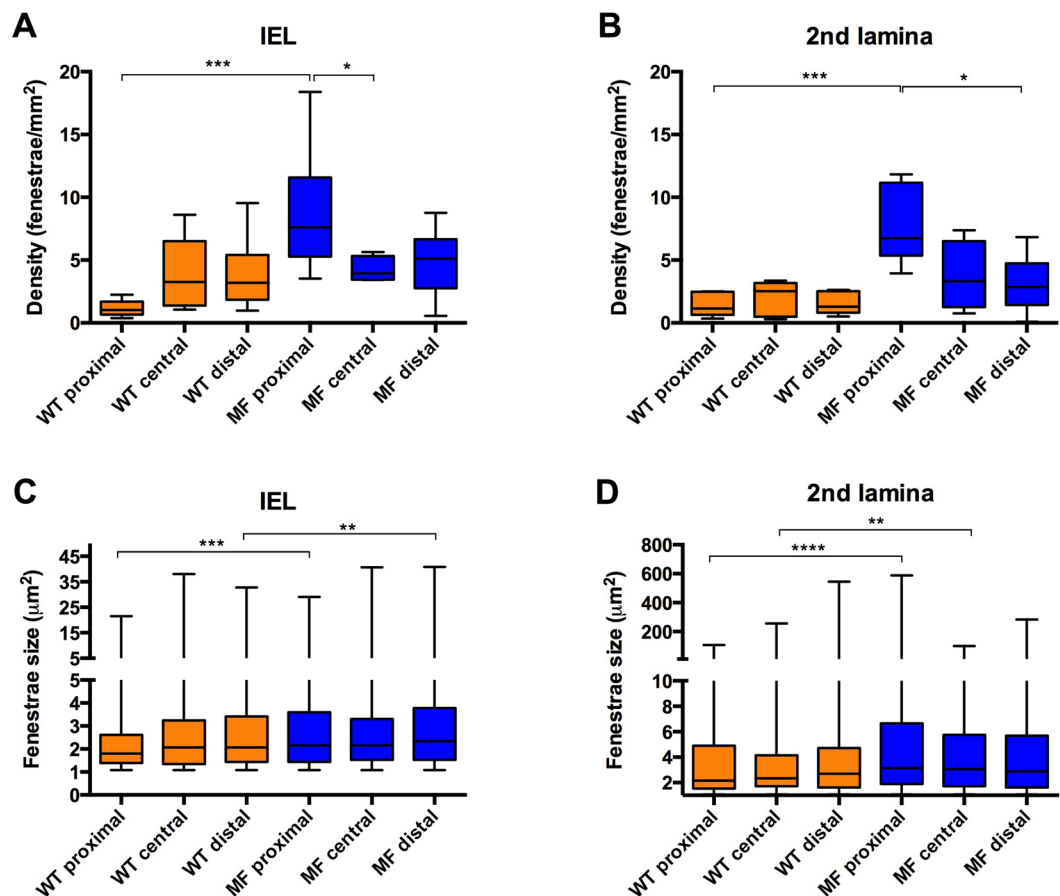 A
IEL
Density (fenestrae/mm²)
20
15
10
5
0
***
*
WT proximal
WT central
WT distal
MF proximal
MF central
MF distal
B
2nd lamina
Density (fenestrae/mm²)
20
15
10
5
0
***
*
WT proximal
WT central
WT distal
MF proximal
MF central
MF distal
C
IEL
Fenestrae size (μm²)
45
35
25
15
5
5
4
3
2
1
0
***
**
WT proximal
WT central
WT distal
MF proximal
MF central
MF distal
D
2nd lamina
Fenestrae size (μm²)
800
600
400
200
10
8
6
4
2
****
**
WT proximal
WT central
WT distal
MF proximal
MF central
MF distal